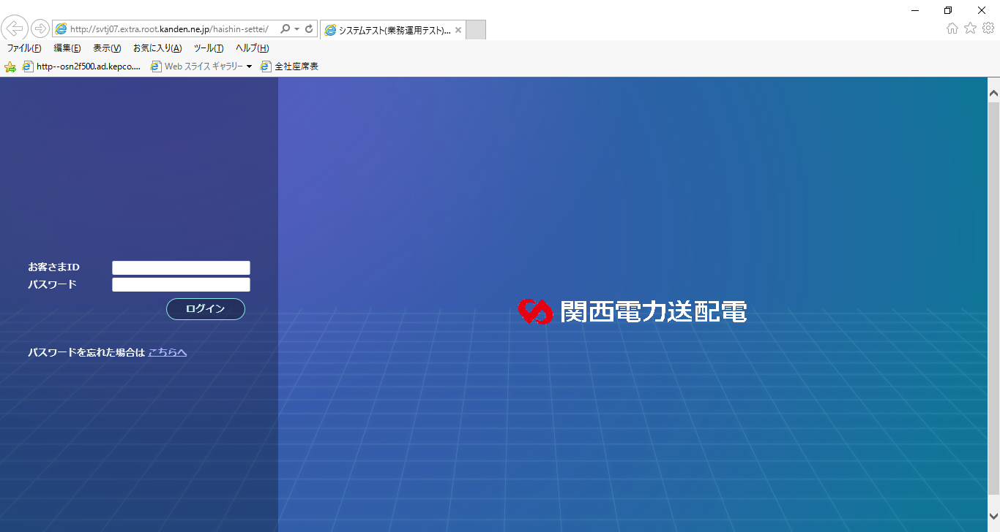 http://svtj07.extra.root.kanden.ne.jp/haishin-settei/
システムテスト(業務運用テスト)...
ファイル(F) 編集(E) 表示(V) お気に入り(A) ツール(T) ヘルプ(H)
http--osn2f500.ad.kepco.... Web スライス ギャラリー 全社座席表
お客さまID
パスワード
ログイン
関西電力送配電
パスワードを忘れた場合は こちらへ